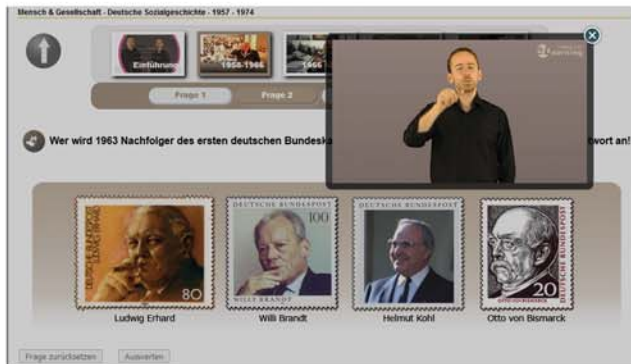 Mensch & Gesellschaft - Deutsche Sozialgeschichte - 1957 - 1974
Einführung
1958-1966
1966
Frage 1
Frage 2
Wer wird 1963 Nachfolger des ersten deutschen Bundeska
wort an!
DEUTSCHE BUNDESPOST
80
DEUTSCHE BUNDESPOST
100
WILLY BRANDT
DEUTSCHE BUNDESPOST
DEUTSCHE BUNDESPOST
20
OTTO VON BISMARCK
Ludwig Erhard
Willi Brandt
Helmut Kohl
Otto von Bismarck
Frage zurücksetzen
Auswerten